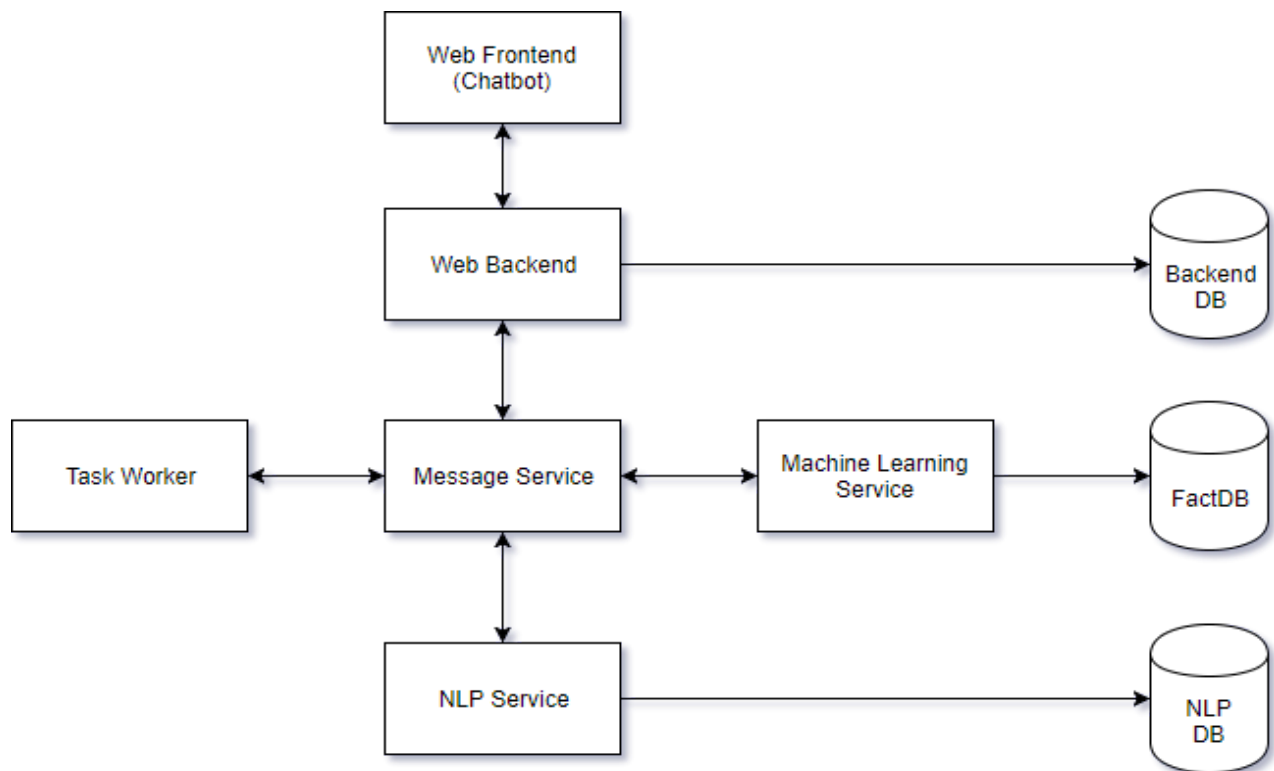 Web Frontend
(Chatbot)
Web Backend
Backend
DB
Task Worker
Message Service
Machine Learning
Service
FactDB
NLP Service
NLP
DB